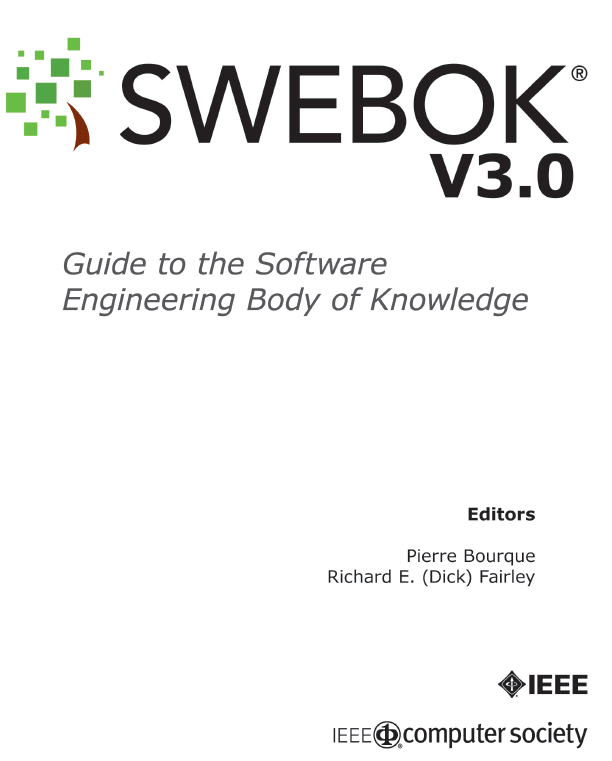 SWEBOK®
V3.0
Guide to the Software
Engineering Body of Knowledge
Editors
Pierre Bourque
Richard E. (Dick) Fairley
IEEE
IEEE computer society